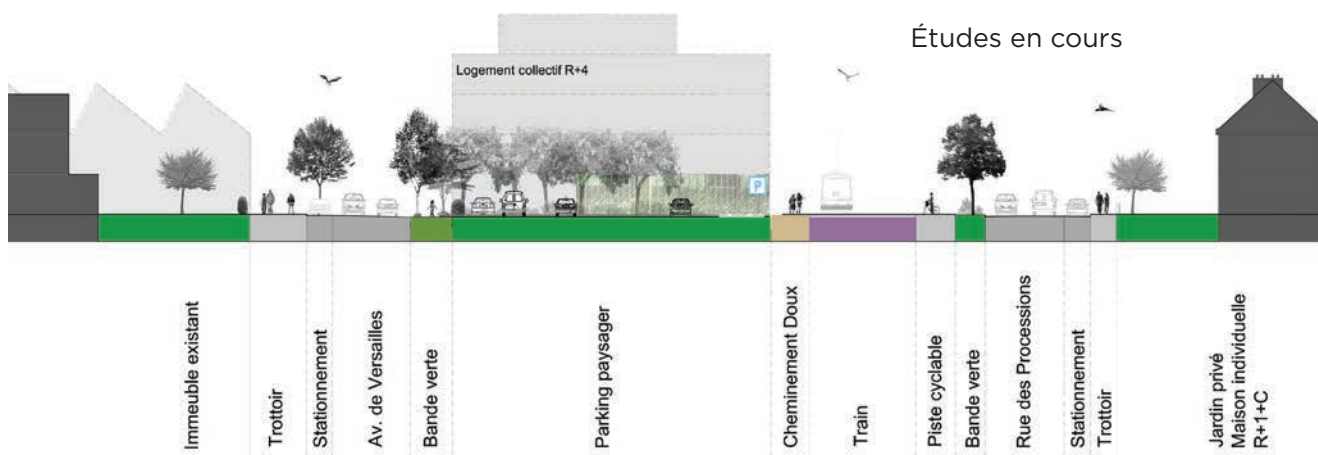 Études en cours
Logement collectif R+4
P
Immeuble existant
Trottoir
Stationnement
Av. de Versailles
Bande verte
Parking paysager
Cheminement Doux
Train
Piste cyclable
Bande verte
Rue des Processions
Stationnement
Trottoir
Jardin privé
Maison individuelle
R+1+C